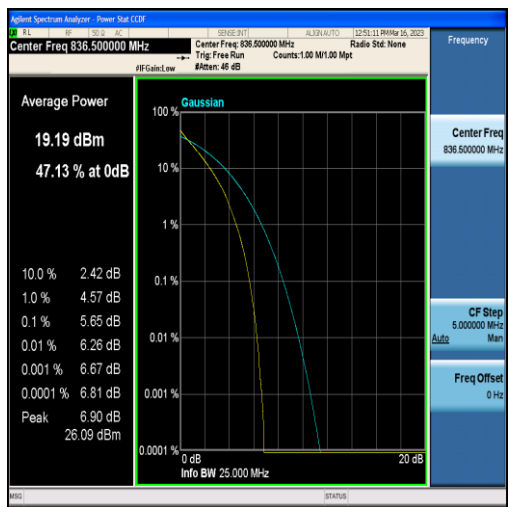 Agilent Spectrum Analyzer - Power Stat CCDF
RL RF 50 Ω AC SENSE:INT ALIGN AUTO 12:51:11 PM Mar 16, 2023
Center Freq 836.500000 MHz
Center Freq: 836.500000 MHz Radio Std: None
Trig: Free Run Counts:1.00 M/1.00 Mpt
#IFGain:Low #Atten: 46 dB
Frequency
Average Power
19.19 dBm
47.13 % at 0dB
10.0 % 2.42 dB
1.0 % 4.57 dB
0.1 % 5.65 dB
0.01 % 6.26 dB
0.001 % 6.67 dB
0.0001 % 6.81 dB
Peak 6.90 dB
26.09 dBm
Gaussian
100 %
10 %
1 %
0.1 %
0.01 %
0.001 %
0.0001 %
0 dB 20 dB
Info BW 25.000 MHz
Center Freq
836.500000 MHz
CF Step
5.000000 MHz
Auto Man
Freq Offset
0 Hz
MSG STATUS